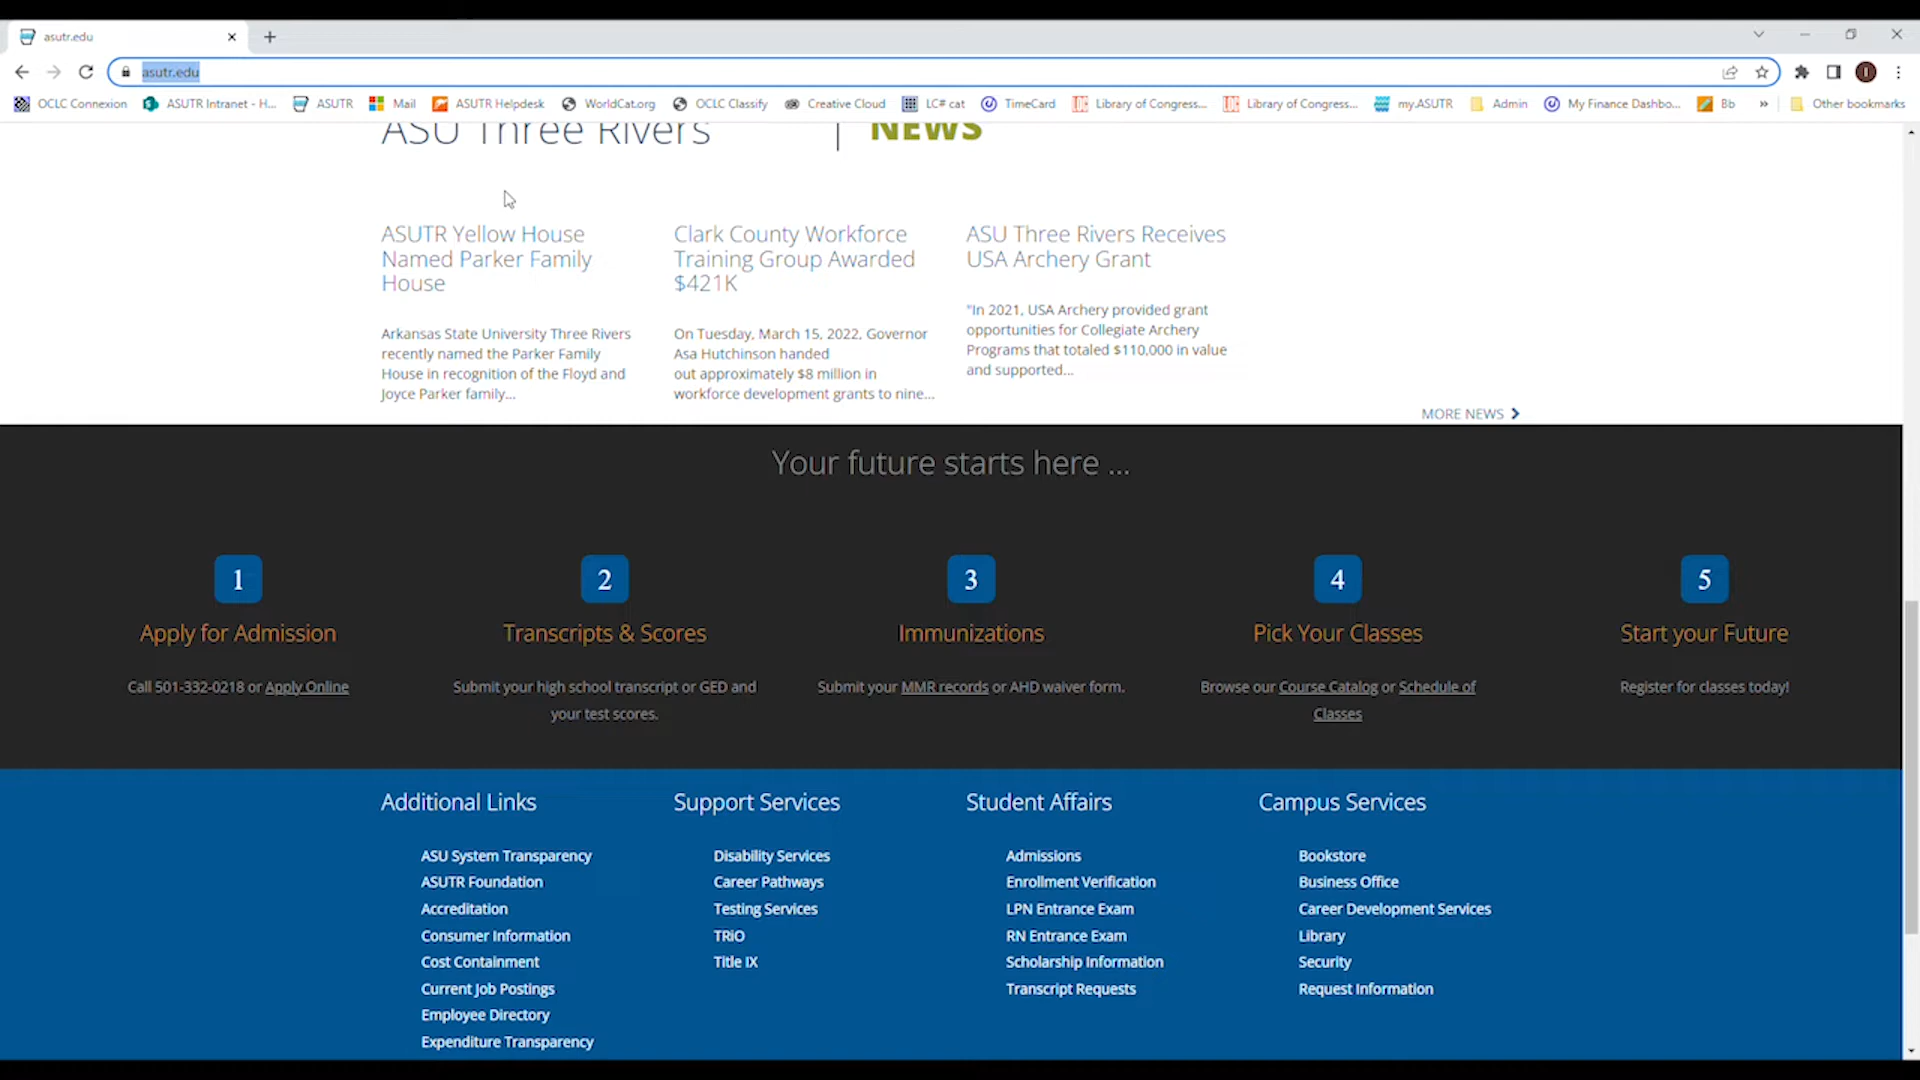 asutr.edu
asutr.edu
OCLC Connexion ASUTR Intranet - H... ASUTR Mail ASUTR Helpdesk WorldCat.org OCLC Classify Creative Cloud LC# cat TimeCard Library of Congress... Library of Congress... my.ASUTR Admin My Finance Dashbo... Bb » Other bookmarks
ASU Three Rivers | NEWS
ASUTR Yellow House
Named Parker Family
House
Arkansas State University Three Rivers
recently named the Parker Family
House in recognition of the Floyd and
Joyce Parker family...
Clark County Workforce
Training Group Awarded
$421K
On Tuesday, March 15, 2022, Governor
Asa Hutchinson handed
out approximately $8 million in
workforce development grants to nine...
ASU Three Rivers Receives
USA Archery Grant
"In 2021, USA Archery provided grant
opportunities for Collegiate Archery
Programs that totaled $110,000 in value
and supported...
MORE NEWS
Your future starts here ...
1
Apply for Admission
Call 501-332-0218 or Apply Online
2
Transcripts & Scores
Submit your high school transcript or GED and
your test scores.
3
Immunizations
Submit your MMR records or AHD waiver form.
4
Pick Your Classes
Browse our Course Catalog or Schedule of
Classes
5
Start your Future
Register for classes today!
Additional Links
ASU System Transparency
ASUTR Foundation
Accreditation
Consumer Information
Cost Containment
Current Job Postings
Employee Directory
Expenditure Transparency
Support Services
Disability Services
Career Pathways
Testing Services
TRiO
Title IX
Student Affairs
Admissions
Enrollment Verification
LPN Entrance Exam
RN Entrance Exam
Scholarship Information
Transcript Requests
Campus Services
Bookstore
Business Office
Career Development Services
Library
Security
Request Information